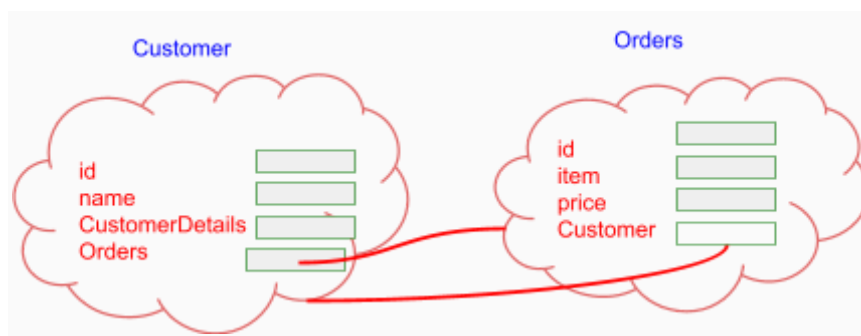 Customer
Orders
id
name
CustomerDetails
Orders
id
item
price
Customer